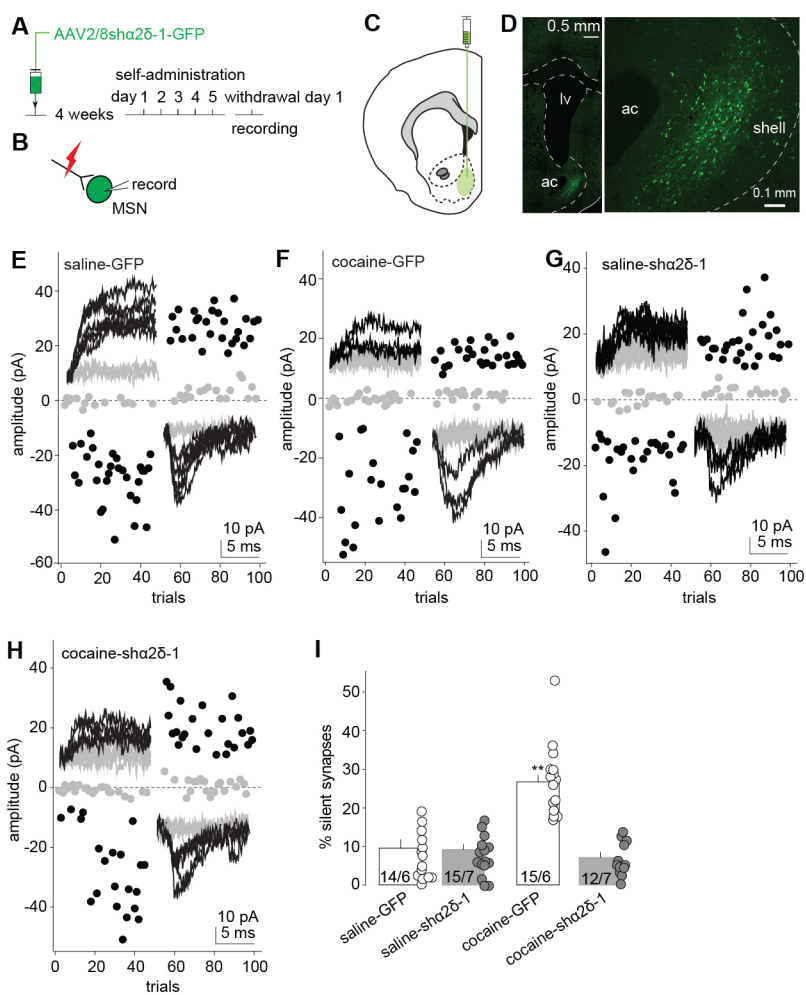 A
AAV2/8shα2δ-1-GFP
self-administration
day 1 2 3 4 5 withdrawal day 1
4 weeks
recording
B
record
MSN
C
D
0.5 mm
lv
ac
ac
shell
0.1 mm
E
saline-GFP
amplitude (pA)
40
20
0
-20
-40
-60
10 pA
5 ms
0 20 40 60 80 100
trials
F
cocaine-GFP
40
20
0
-20
-40
10 pA
5 ms
0 20 40 60 80 100
trials
G
saline-shα2δ-1
amplitude (pA)
40
20
0
-20
-40
10 pA
5 ms
0 20 40 60 80 100
trials
H
cocaine-shα2δ-1
amplitude (pA)
40
20
0
-20
-40
10 pA
5 ms
0 20 40 60 80 100
trials
I
% silent synapses
50
40
30
20
10
0
**
14/6 15/7 15/6 12/7
saline-GFP
saline-shα2δ-1
cocaine-GFP
cocaine-shα2δ-1